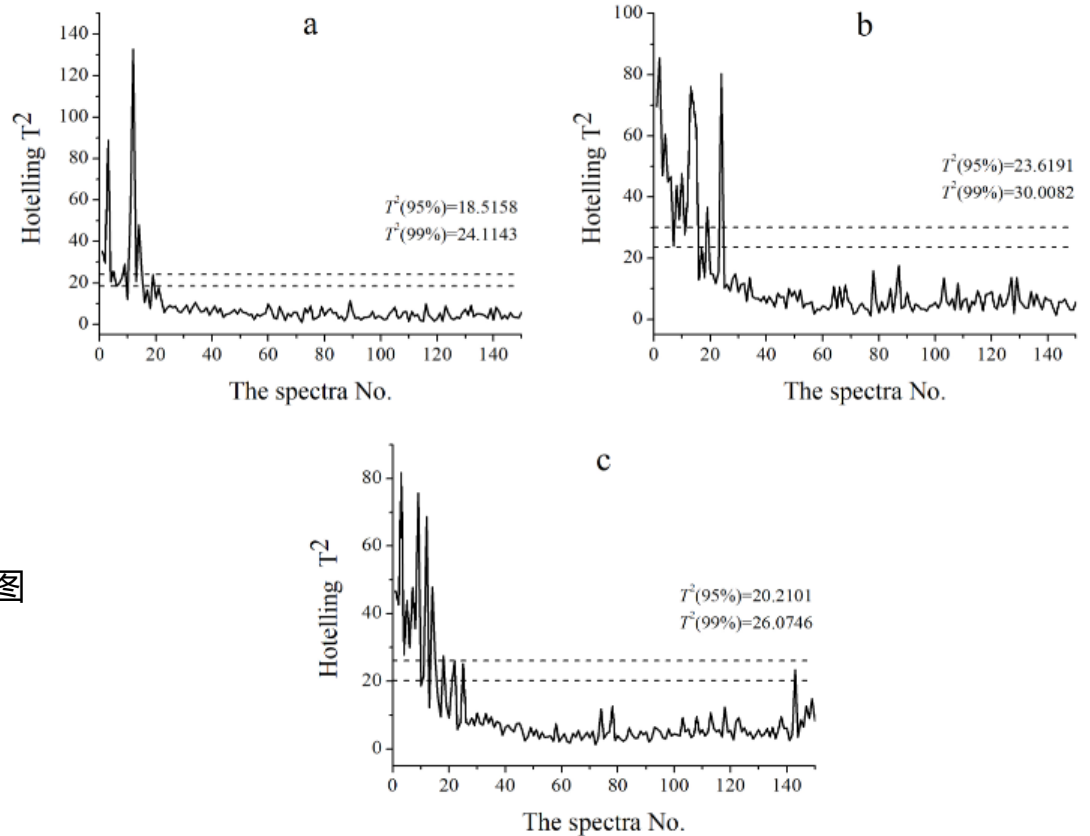 a
Hotelling T²
140
120
100
80
60
40
20
0
T²(95%)=18.5158
T²(99%)=24.1143
0 20 40 60 80 100 120 140
The spectra No.
b
Hotelling T²
100
80
60
40
20
0
T²(95%)=23.6191
T²(99%)=30.0082
0 20 40 60 80 100 120 140
The spectra No.
图
c
Hotelling T²
80
60
40
20
0
T²(95%)=20.2101
T²(99%)=26.0746
0 20 40 60 80 100 120 140
The spectra No.